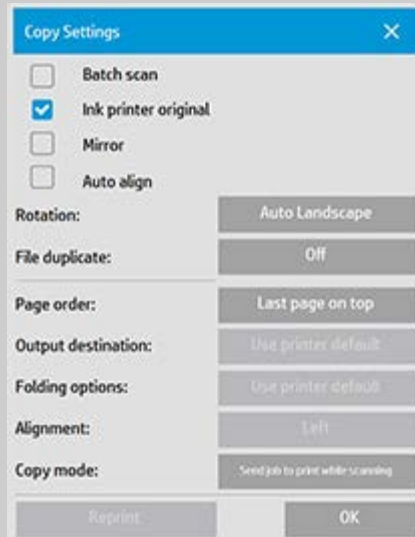 Copy Settings
Batch scan
Ink printer original
Mirror
Auto align
Rotation: Auto Landscape
File duplicate: Off
Page order: Last page on top
Output destination: Use printer default
Folding options: Use printer default
Alignment: Left
Copy mode: Send job to print while scanning
Reprint OK